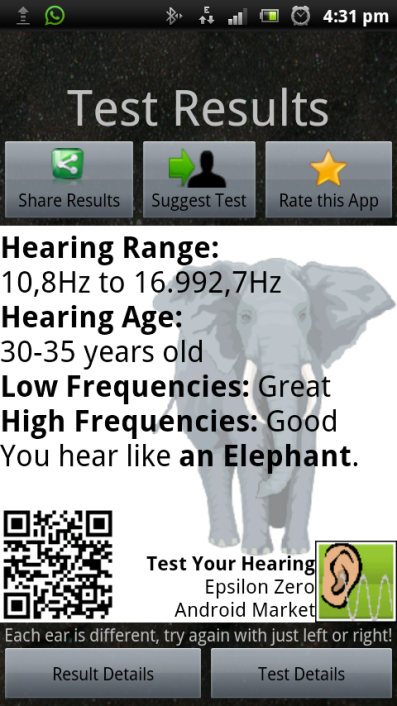 E
4:31 pm
Test Results
Share Results
Suggest Test
Rate this App
Hearing Range:
10,8Hz to 16.992,7Hz
Hearing Age:
30-35 years old
Low Frequencies: Great
High Frequencies: Good
You hear like an Elephant.
Test Your Hearing
Epsilon Zero
Android Market
Each ear is different, try again with just left or right!
Result Details
Test Details